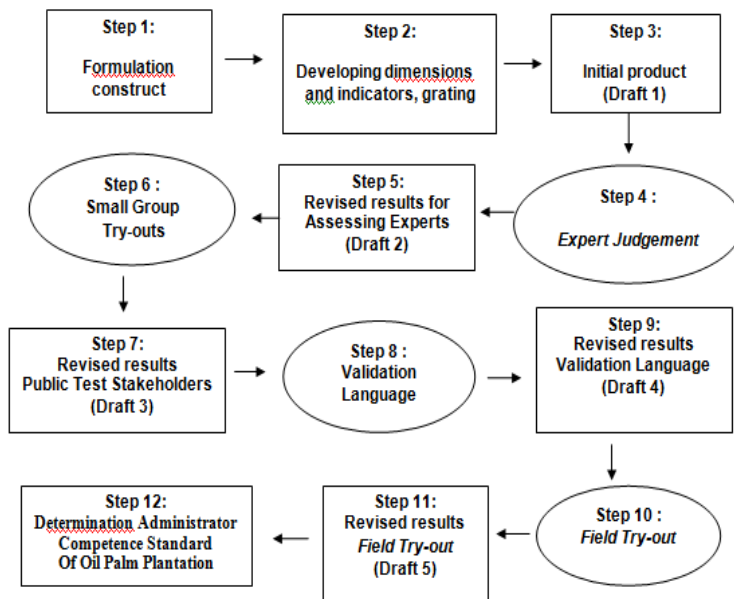 Step 1:
Formulation
construct
Step 2:
Developing dimensions
and indicators, grating
Step 3:
Initial product
(Draft 1)
Step 4 :
Expert Judgement
Step 5:
Revised results for
Assessing Experts
(Draft 2)
Step 6 :
Small Group
Try-outs
Step 7:
Revised results
Public Test Stakeholders
(Draft 3)
Step 8 :
Validation
Language
Step 9:
Revised results
Validation Language
(Draft 4)
Step 10 :
Field Try-out
Step 11:
Revised results
Field Try-out
(Draft 5)
Step 12:
Determination Administrator
Competence Standard
Of Oil Palm Plantation